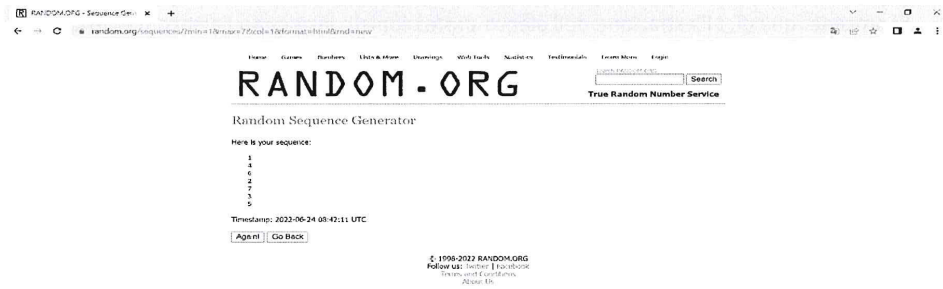 RANDOM.ORG - Sequence Gen
random.org/sequences/?min=1&max=7&col=1&format=html&rnd=new
Home Games Numbers Lists & More Drawings Web Tools Statistics Testimonials Learn More Login
RANDOM.ORG
Search
True Random Number Service
Random Sequence Generator
Here is your sequence:
1
4
6
2
7
3
5
Timestamp: 2022-06-24 08:42:11 UTC
Again! Go Back
© 1998-2022 RANDOM.ORG
Follow us: Twitter | Facebook
Terms and Conditions
About Us